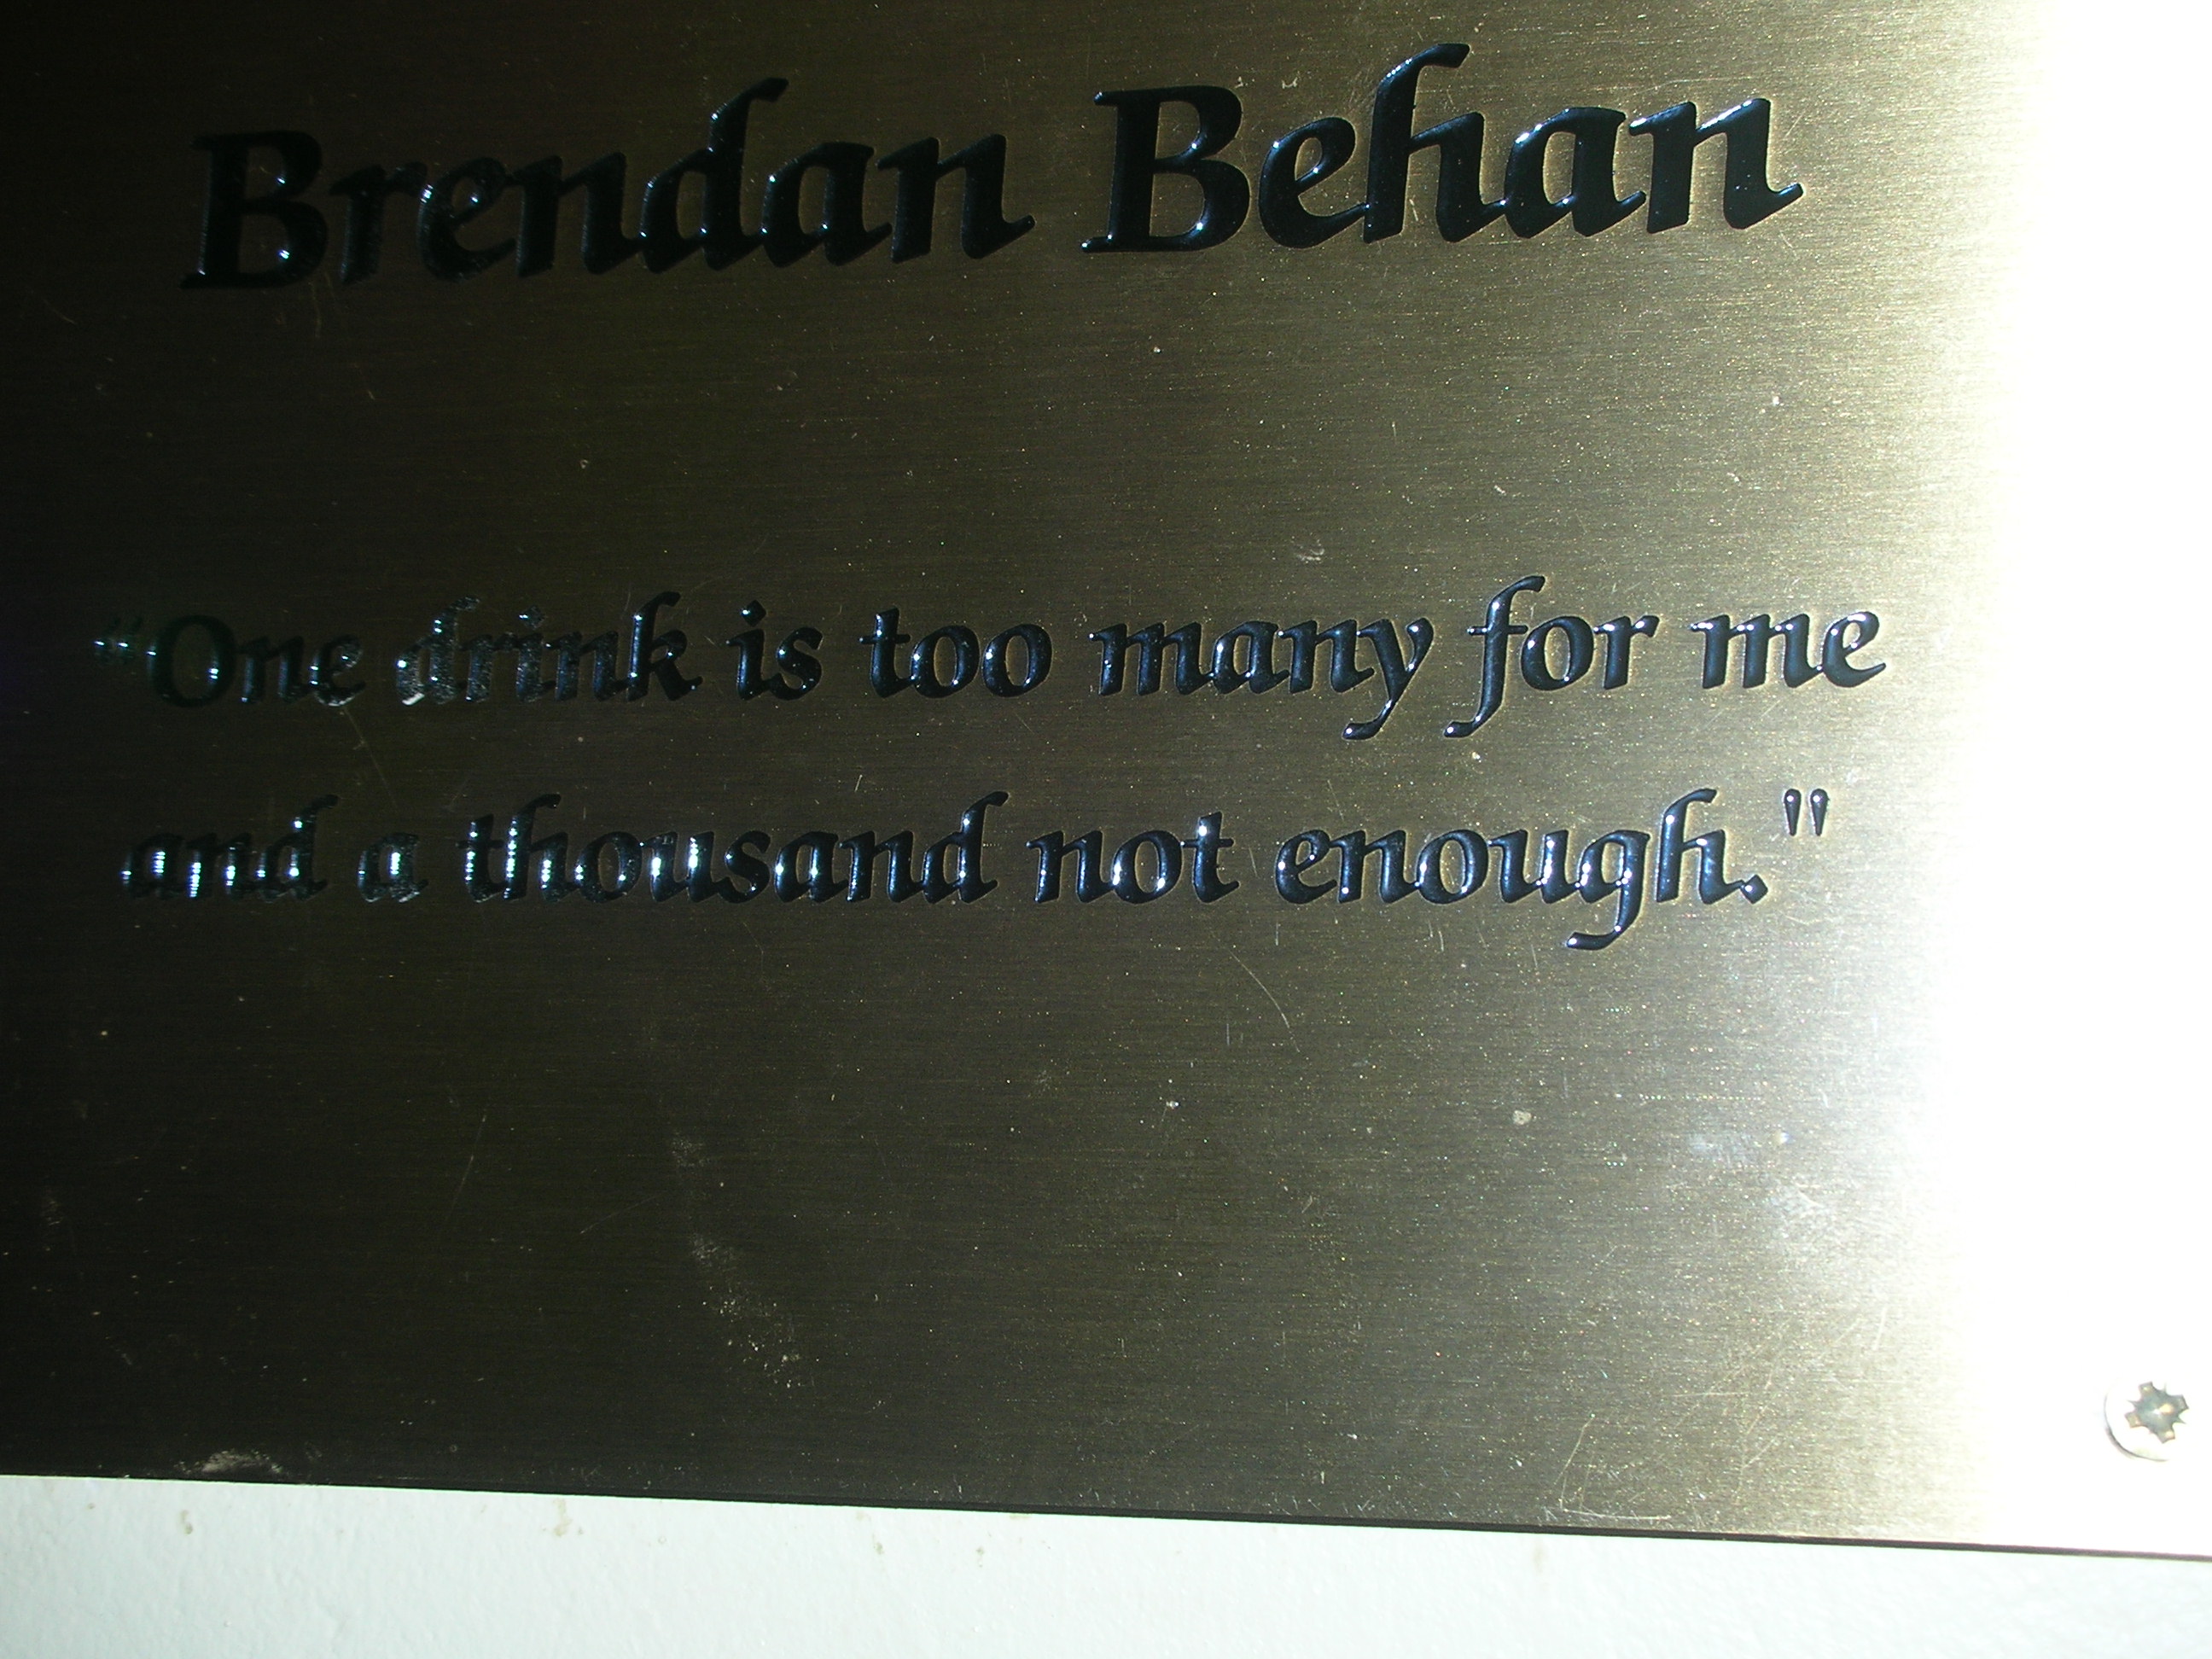 Brendan Behan
“One drink is too many for me
and a thousand not enough."